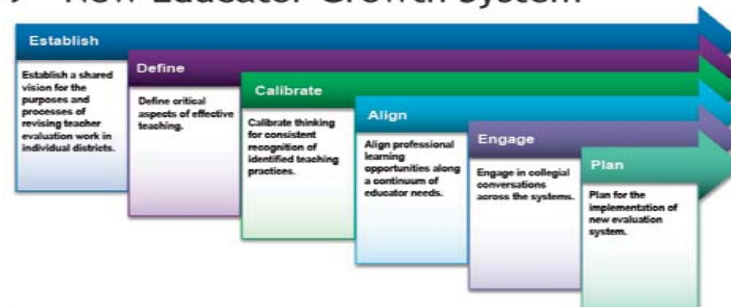 New Educator Growth System
Establish
Establish a shared
vision for the
purposes and
processes of
revising teacher
evaluation work in
individual districts.
Define
Define critical
aspects of effective
teaching.
Calibrate
Calibrate thinking
for consistent
recognition of
identified teaching
practices.
Align
Align professional
learning
opportunities along
a continuum of
educator needs.
Engage
Engage in collegial
conversations
across the systems.
Plan
Plan for the
implementation of
new evaluation
system.